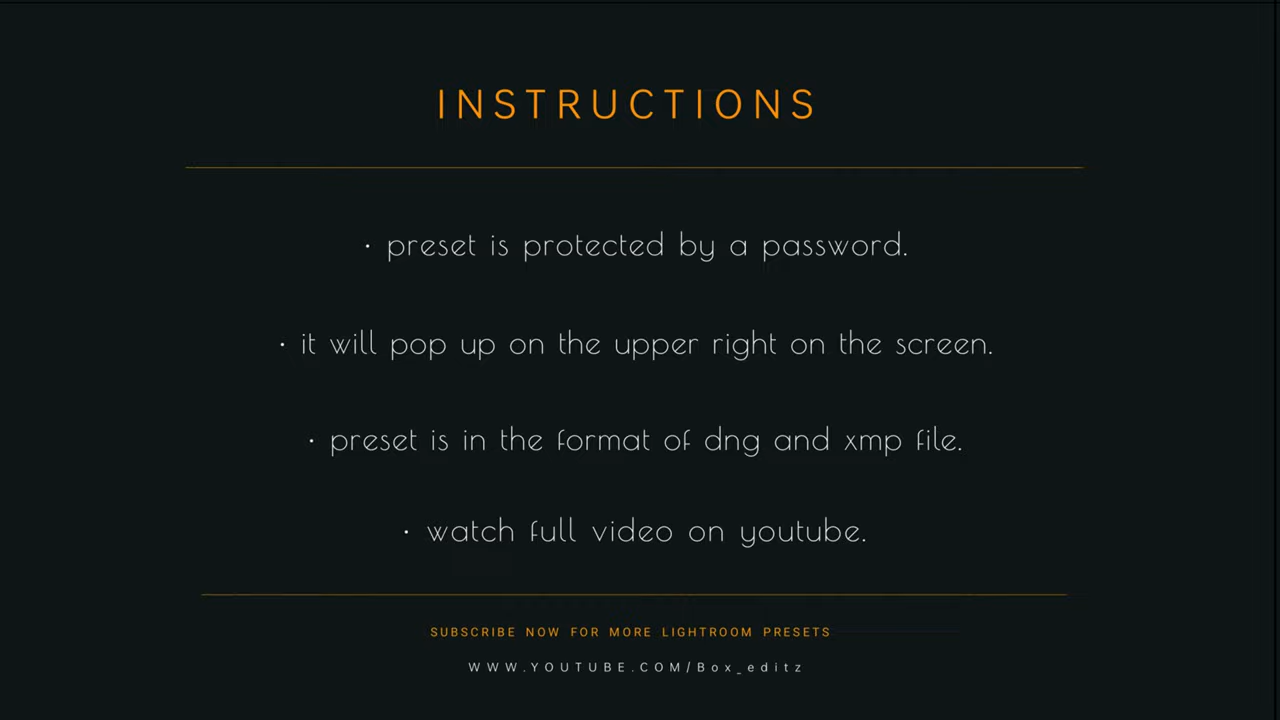 INSTRUCTIONS
• preset is protected by a password.
• it will pop up on the upper right on the screen.
• preset is in the format of dng and xmp file.
• watch full video on youtube.
SUBSCRIBE NOW FOR MORE LIGHTROOM PRESETS
WWW.YOUTUBE.COM/Box_editz